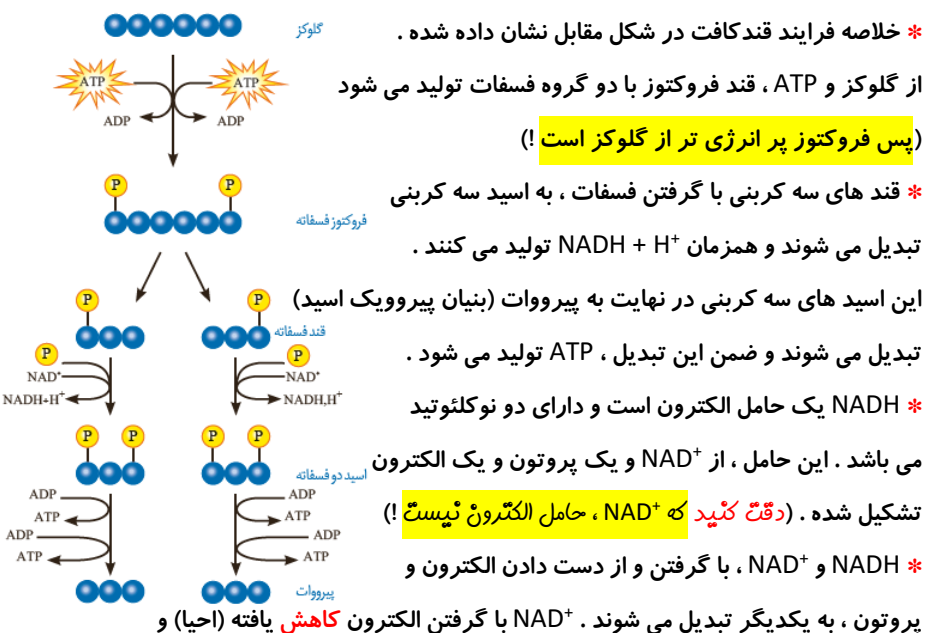 * خلاصه فرایند قندکافت در شکل مقابل نشان داده شده .
از گلوکز و ATP ، قند فروکتوز با دو گروه فسفات تولید می شود
(پس فروکتوز پر انرژی تر از گلوکز است !)
* قند های سه کربنی با گرفتن فسفات ، به اسید سه کربنی
تبدیل می شوند و همزمان NADH + H⁺ تولید می کنند .
این اسید های سه کربنی در نهایت به پیرووات (بنیان پیروویک اسید)
تبدیل می شوند و ضمن این تبدیل ، ATP تولید می شود .
* NADH یک حامل الکترون است و دارای دو نوکلئوتید
می باشد . این حامل ، از NAD⁺ و یک پروتون و یک الکترون
تشکیل شده . (دقت کنید که NAD⁺ ، حامل الکترون نیست !)
* NADH و NAD⁺ ، با گرفتن و از دست دادن الکترون و
پروتون ، به یکدیگر تبدیل می شوند . NAD⁺ با گرفتن الکترون کاهش یافته (احیا) و
گلوکز
ATP ATP
ADP ADP
P P
فروکتوز فسفاته
P P
قند فسفاته
P P
NAD⁺ NAD⁺
NADH+H⁺ NADH,H⁺
P P P P
اسید دو فسفاته
ADP ADP
ATP ATP
ADP ADP
ATP ATP
پیرووات